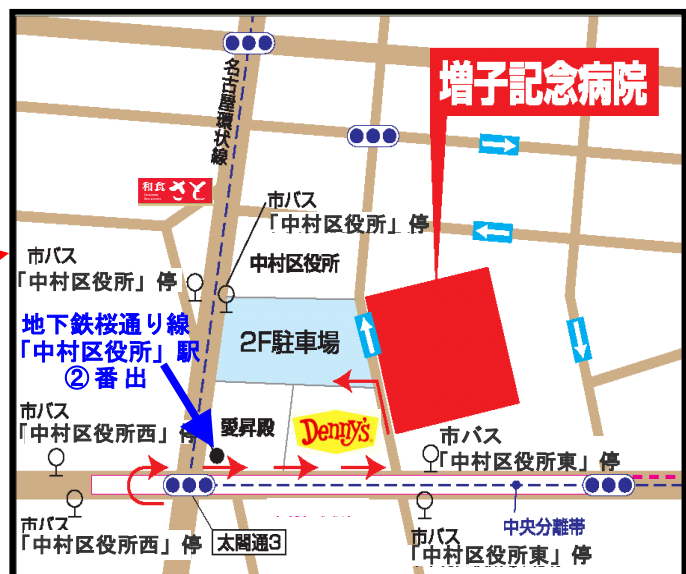 増子記念病院
名古屋環状線
和食 さと
市バス
「中村区役所」停
市バス
「中村区役所」停
中村区役所
地下鉄桜通り線
「中村区役所」駅
②番出
2F駐車場
市バス
「中村区役所西」停
愛昇殿
Denny's
市バス
「中村区役所東」停
市バス
「中村区役所西」停
太閤通3
中央分離帯
市バス
「中村区役所東」停